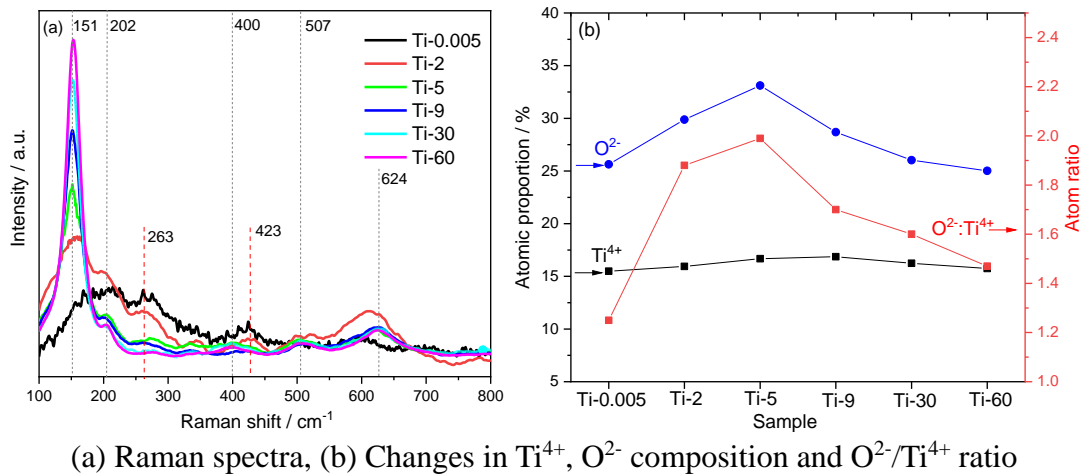 (a)
151
202
400
507
Ti-0.005
Ti-2
Ti-5
Ti-9
Ti-30
Ti-60
624
263
423
Intensity / a.u.
100 200 300 400 500 600 700 800
Raman shift / cm⁻¹
(b)
40
35
30
25
20
15
10
5
Atomic proportion / %
O²⁻
Ti⁴⁺
O²⁻:Ti⁴⁺
2.4
2.2
2.0
1.8
1.6
1.4
1.2
1.0
Atom ratio
Ti-0.005 Ti-2 Ti-5 Ti-9 Ti-30 Ti-60
Sample
(a) Raman spectra, (b) Changes in Ti⁴⁺, O²⁻ composition and O²⁻/Ti⁴⁺ ratio